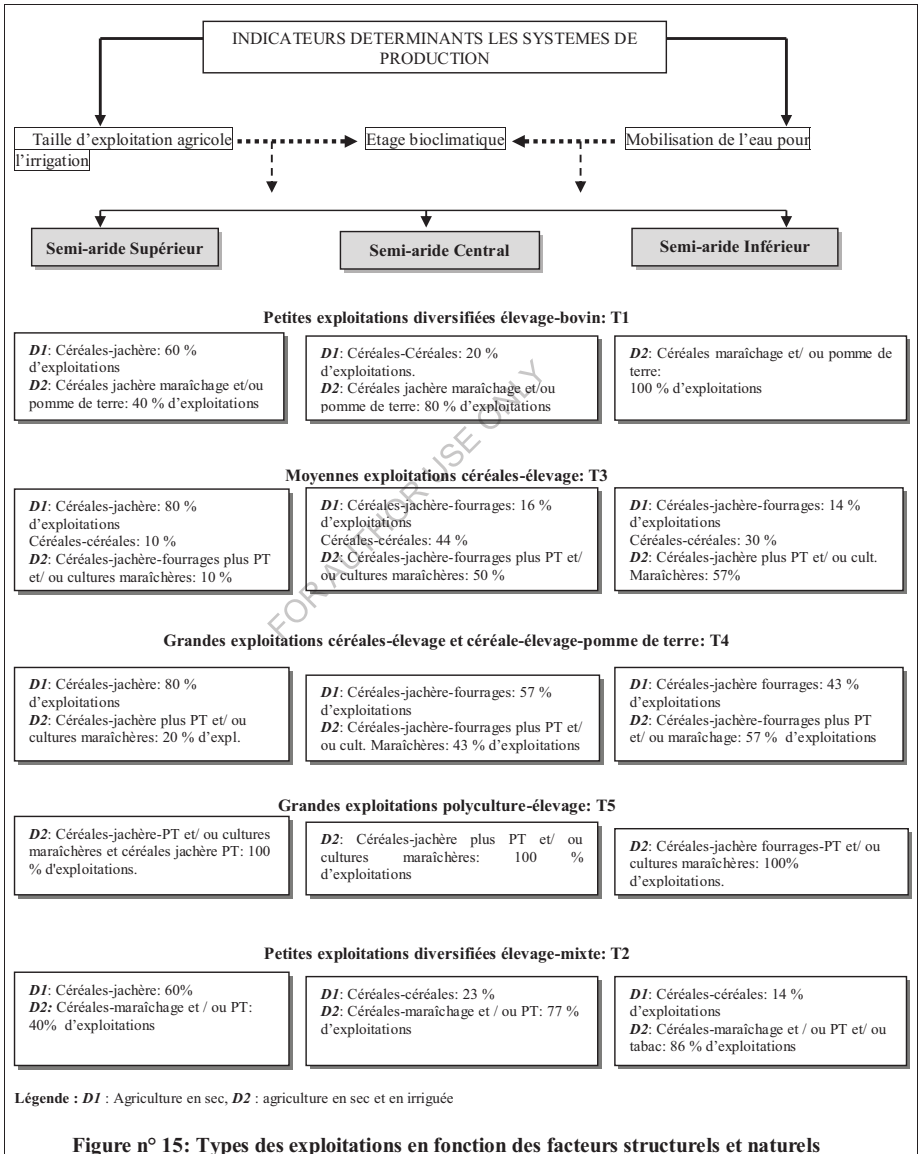 INDICATEURS DETERMINANTS LES SYSTEMES DE
PRODUCTION
Taille d'exploitation agricole
Etage bioclimatique
Mobilisation de l'eau pour
l'irrigation
Semi-aride Supérieur
Semi-aride Central
Semi-aride Inférieur
Petites exploitations diversifiées élevage-bovin: T1
D1: Céréales-jachère: 60 %
d'exploitations
D2: Céréales jachère maraîchage et/ou
pomme de terre: 40 % d'exploitations
D1: Céréales-Céréales: 20 %
d'exploitations.
D2: Céréales jachère maraîchage et/ou
pomme de terre: 80 % d'exploitations
D2: Céréales maraîchage et/ ou pomme de
terre:
100 % d'exploitations
Moyennes exploitations céréales-élevage: T3
D1: Céréales-jachère: 80 %
d'exploitations
Céréales-céréales: 10 %
D2: Céréales-jachère-fourrages plus PT
et/ ou cultures maraîchères: 10 %
D1: Céréales-jachère-fourrages: 16 %
d'exploitations
Céréales-céréales: 44 %
D2: Céréales-jachère-fourrages plus PT et/
ou cultures maraîchères: 50 %
D1: Céréales-jachère-fourrages: 14 %
d'exploitations
Céréales-céréales: 30 %
D2: Céréales-jachère plus PT et/ ou cult.
Maraîchères: 57%
Grandes exploitations céréales-élevage et céréale-élevage-pomme de terre: T4
D1: Céréales-jachère: 80 %
d'exploitations
D2: Céréales-jachère plus PT et/ ou
cultures maraîchères: 20 % d'expl.
D1: Céréales-jachère-fourrages: 57 %
d'exploitations
D2: Céréales-jachère-fourrages plus PT et/
ou cult. Maraîchères: 43 % d'exploitations
D1: Céréales-jachère fourrages: 43 %
d'exploitations
D2: Céréales-jachère-fourrages plus PT
et/ ou maraîchage: 57 % d'exploitations
Grandes exploitations polyculture-élevage: T5
D2: Céréales-jachère-PT et/ ou cultures
maraîchères et céréales jachère PT: 100
% d'exploitations.
D2: Céréales-jachère plus PT et/ ou
cultures maraîchères: 100 %
d'exploitations
D2: Céréales-jachère fourrages-PT et/ ou
cultures maraîchères: 100%
d'exploitations.
Petites exploitations diversifiées élevage-mixte: T2
D1: Céréales-jachère: 60%
D2: Céréales-maraîchage et / ou PT:
40% d'exploitations
D1: Céréales-céréales: 23 %
D2: Céréales-maraîchage et / ou PT: 77 %
d'exploitations
D1: Céréales-céréales: 14 %
d'exploitations
D2: Céréales-maraîchage et / ou PT et/ ou
tabac: 86 % d'exploitations
Légende : D1 : Agriculture en sec, D2 : agriculture en sec et en irriguée
Figure n° 15: Types des exploitations en fonction des facteurs structurels et naturels
FOR AUTHOR USE ONLY